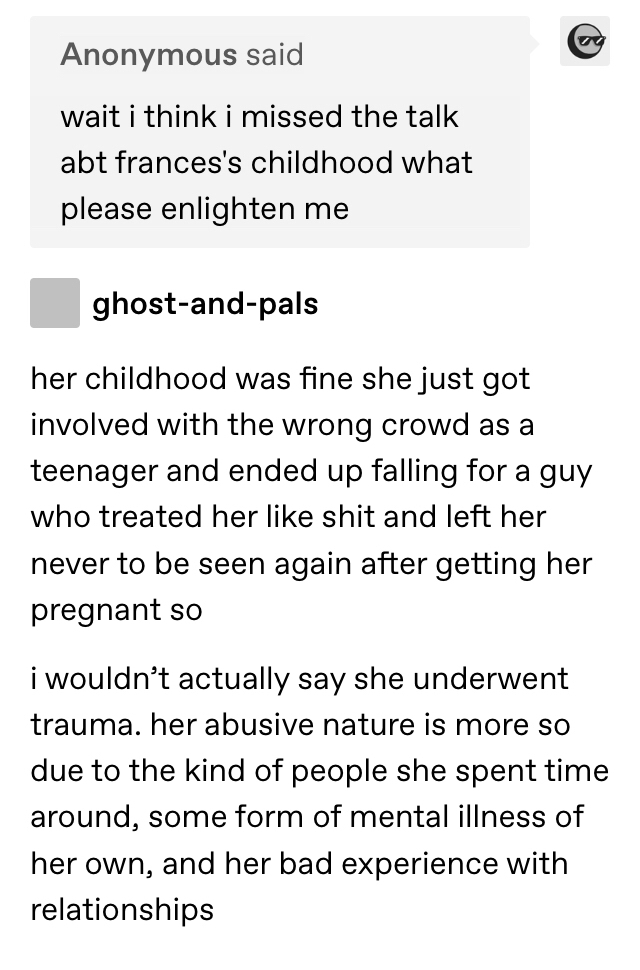 Anonymous said
wait i think i missed the talk
abt frances's childhood what
please enlighten me
ghost-and-pals
her childhood was fine she just got
involved with the wrong crowd as a
teenager and ended up falling for a guy
who treated her like shit and left her
never to be seen again after getting her
pregnant so
i wouldn’t actually say she underwent
trauma. her abusive nature is more so
due to the kind of people she spent time
around, some form of mental illness of
her own, and her bad experience with
relationships